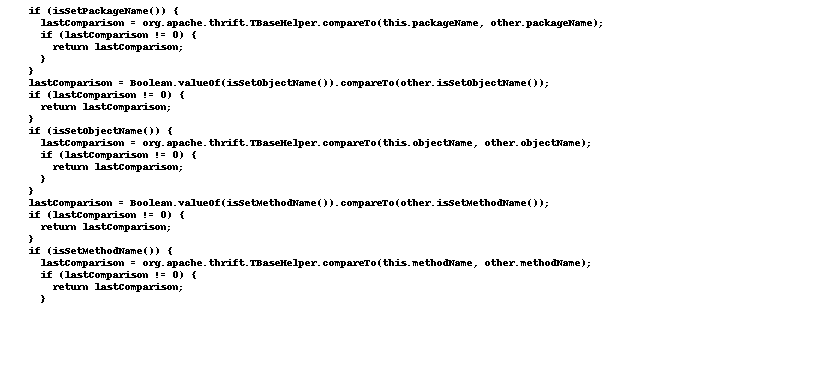 if (isSetPackageName()) {
  lastComparison = org.apache.thrift.TBaseHelper.compareTo(this.packageName, other.packageName);
  if (lastComparison != 0) {
    return lastComparison;
  }
}
lastComparison = Boolean.valueOf(isSetObjectName()).compareTo(other.isSetObjectName());
if (lastComparison != 0) {
  return lastComparison;
}
if (isSetObjectName()) {
  lastComparison = org.apache.thrift.TBaseHelper.compareTo(this.objectName, other.objectName);
  if (lastComparison != 0) {
    return lastComparison;
  }
}
lastComparison = Boolean.valueOf(isSetMethodName()).compareTo(other.isSetMethodName());
if (lastComparison != 0) {
  return lastComparison;
}
if (isSetMethodName()) {
  lastComparison = org.apache.thrift.TBaseHelper.compareTo(this.methodName, other.methodName);
  if (lastComparison != 0) {
    return lastComparison;
  }